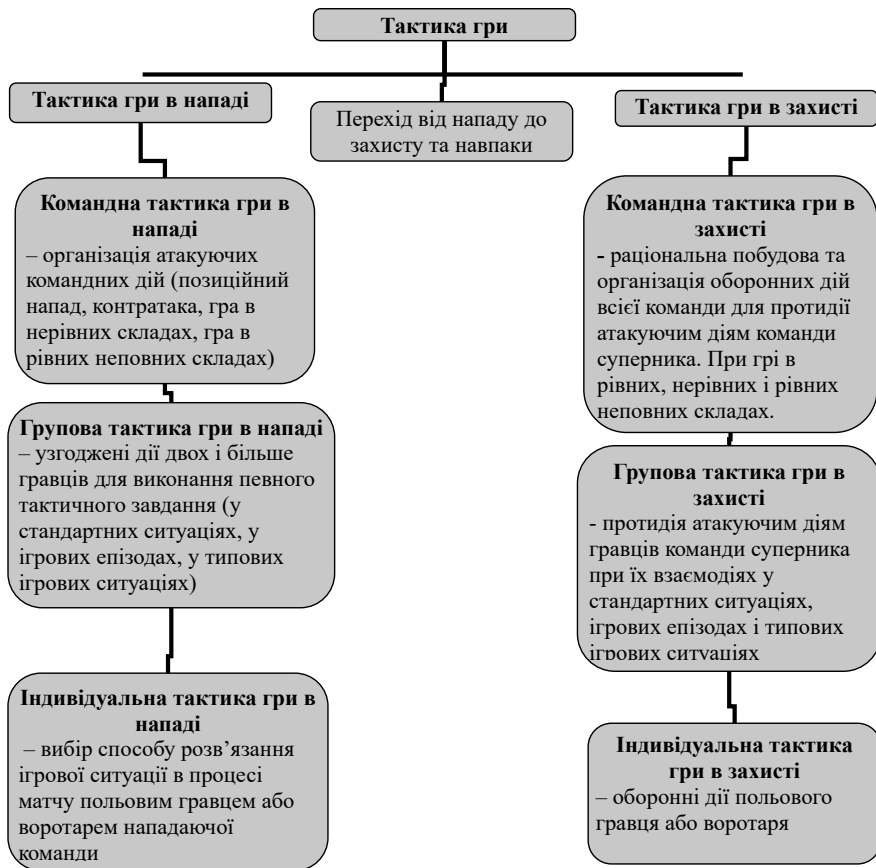 Тактика гри
Тактика гри в нападі
Перехід від нападу до
захисту та навпаки
Тактика гри в захисті
Командна тактика гри в
нападі
– організація атакуючих
командних дій (позиційний
напад, контратака, гра в
нерівних складах, гра в
рівних неповних складах)
Групова тактика гри в нападі
– узгоджені дії двох і більше
гравців для виконання певного
тактичного завдання (у
стандартних ситуаціях, у
ігрових епізодах, у типових
ігрових ситуаціях)
Індивідуальна тактика гри в
нападі
– вибір способу розв’язання
ігрової ситуації в процесі
матчу польовим гравцем або
воротарем нападаючої
команди
Командна тактика гри в
захисті
- раціональна побудова та
організація оборонних дій
всієї команди для протидії
атакуючим діям команди
суперника. При грі в
рівних, нерівних і рівних
неповних складах.
Групова тактика гри в
захисті
- протидія атакуючим діям
гравців команди суперника
при їх взаємодіях у
стандартних ситуаціях,
ігрових епізодах і типових
ігрових ситуаціях
Індивідуальна тактика
гри в захисті
– оборонні дії польового
гравця або воротаря